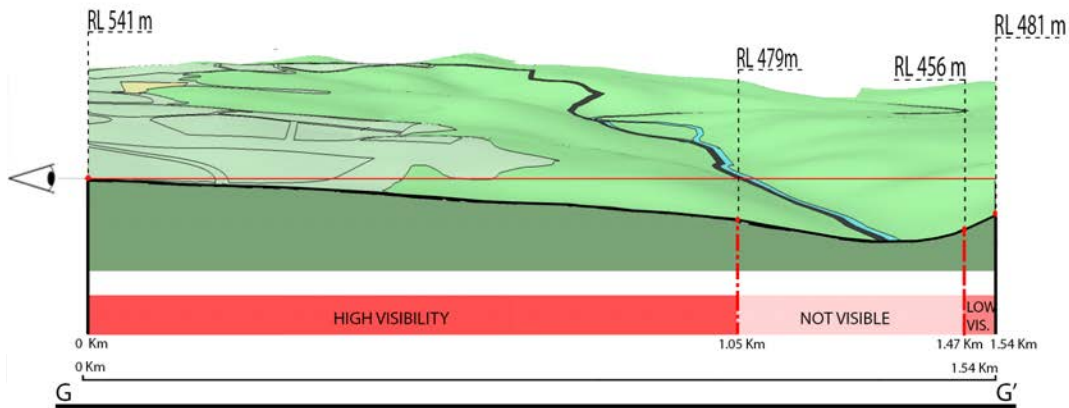 RL 541 m
RL 481 m
RL 479m
RL 456 m
HIGH VISIBILITY
NOT VISIBLE
LOW
VIS.
0 Km
1.05 Km
1.47 Km
1.54 Km
0 Km
1.54 Km
G
G'